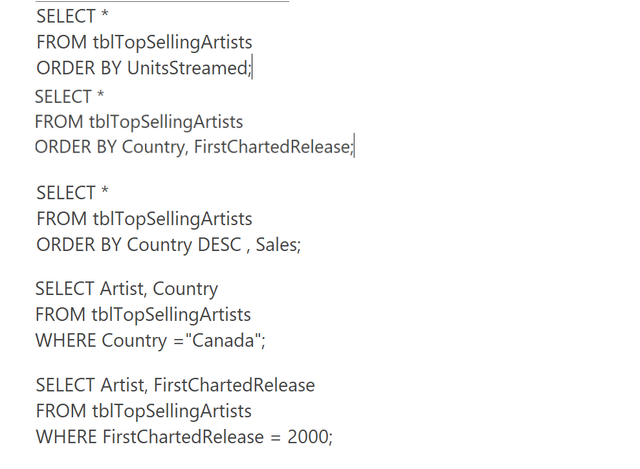 SELECT *
FROM tblTopSellingArtists
ORDER BY UnitsStreamed;
SELECT *
FROM tblTopSellingArtists
ORDER BY Country, FirstChartedRelease;
SELECT *
FROM tblTopSellingArtists
ORDER BY Country DESC , Sales;
SELECT Artist, Country
FROM tblTopSellingArtists
WHERE Country ="Canada";
SELECT Artist, FirstChartedRelease
FROM tblTopSellingArtists
WHERE FirstChartedRelease = 2000;